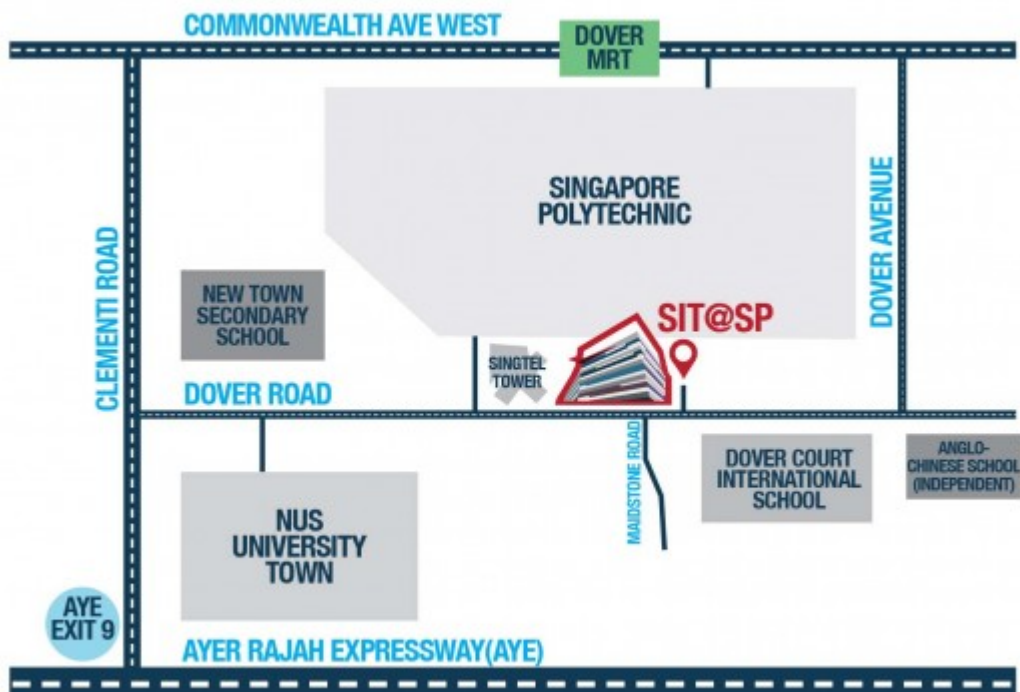 COMMONWEALTH AVE WEST
DOVER
MRT
SINGAPORE
POLYTECHNIC
DOVER AVENUE
CLEMENTI ROAD
NEW TOWN
SECONDARY
SCHOOL
SIT@SP
SINGTEL
TOWER
DOVER ROAD
MAIDSTONE ROAD
DOVER COURT
INTERNATIONAL
SCHOOL
ANGLO-
CHINESE SCHOOL
(INDEPENDENT)
NUS
UNIVERSITY
TOWN
AYE
EXIT 9
AYER RAJAH EXPRESSWAY(AYE)